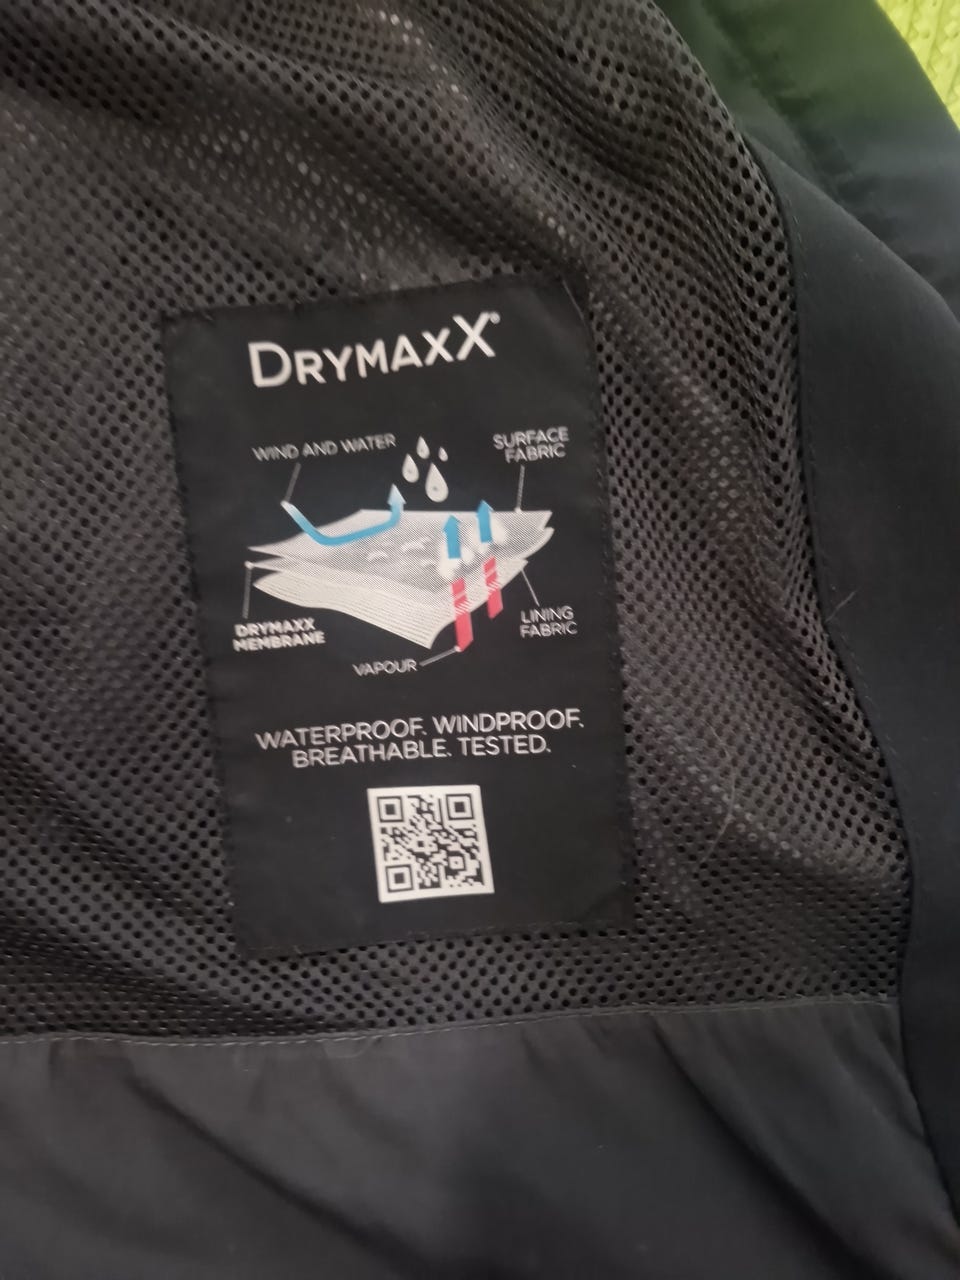 DRYMAXX®
WIND AND WATER
SURFACE
FABRIC
DRYMAXX
MEMBRANE
LINING
FABRIC
VAPOUR
WATERPROOF. WINDPROOF.
BREATHABLE. TESTED.